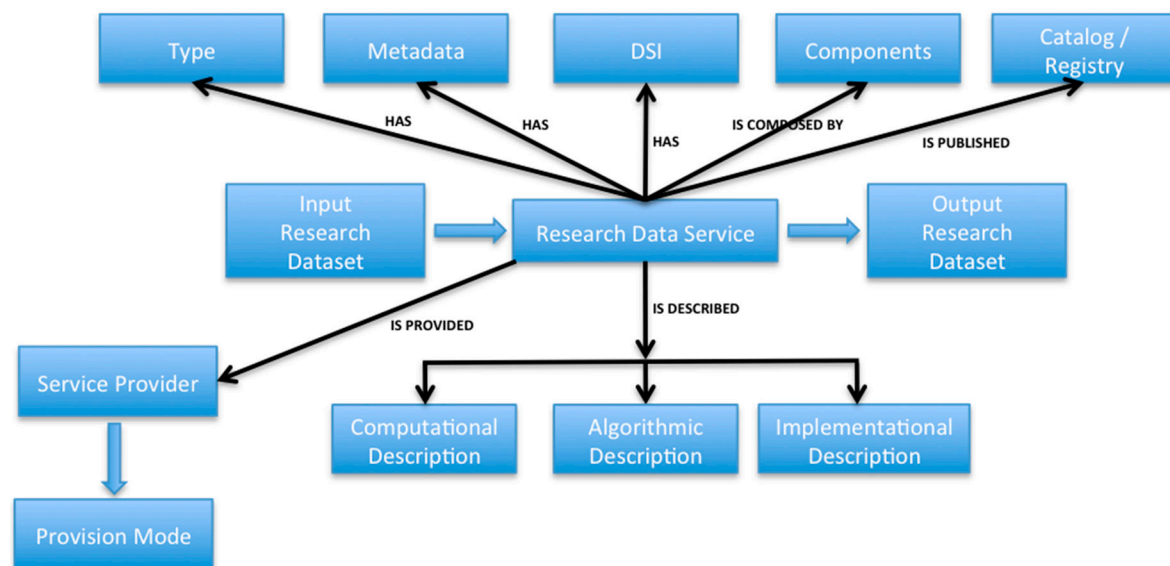 Type
Metadata
DSI
Components
Catalog /
Registry
HAS
HAS
HAS
IS COMPOSED BY
IS PUBLISHED
Input
Research
Dataset
Research Data Service
Output
Research
Dataset
IS PROVIDED
IS DESCRIBED
Service Provider
Computational
Description
Algorithmic
Description
Implementational
Description
Provision Mode